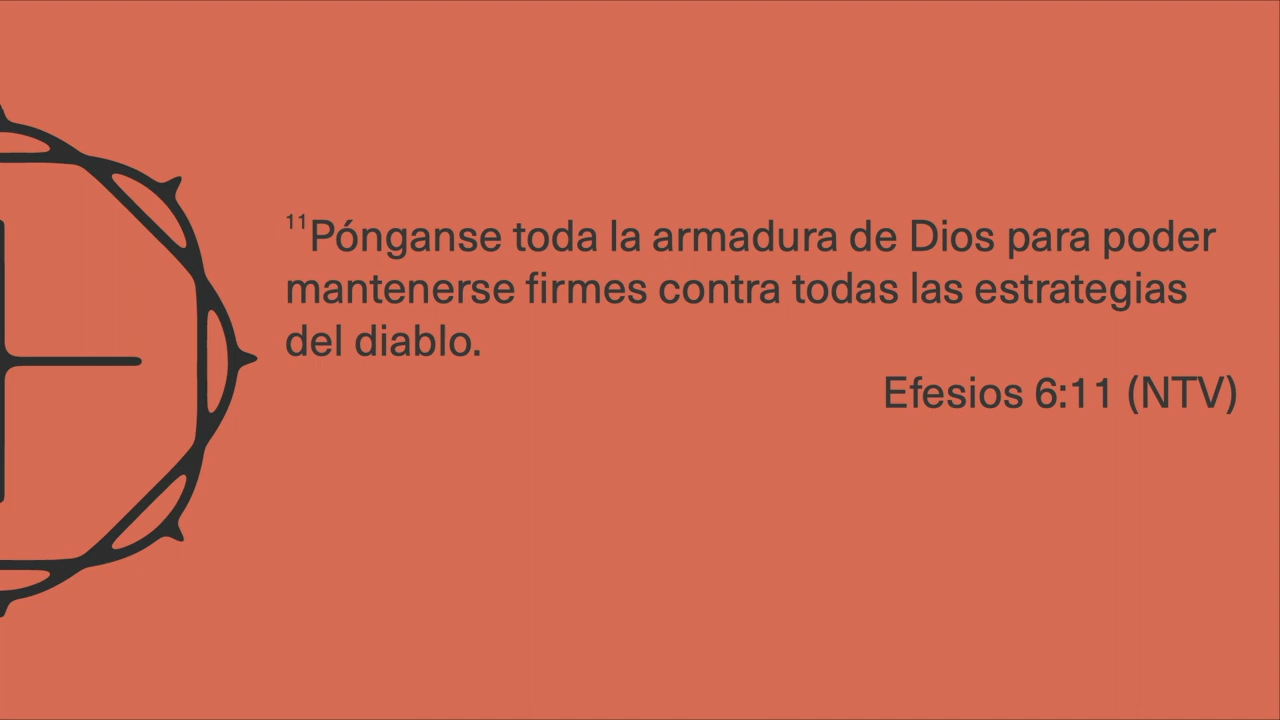 ¹¹Pónganse toda la armadura de Dios para poder
mantenerse firmes contra todas las estrategias
del diablo.
Efesios 6:11 (NTV)